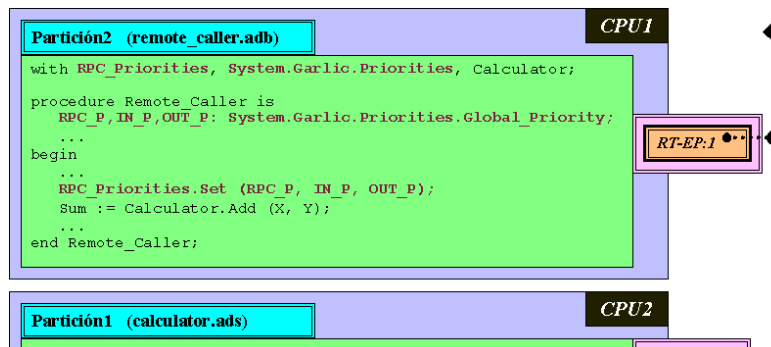 CPU1
Partición2 (remote_caller.adb)
with RPC_Priorities, System.Garlic.Priorities, Calculator;
procedure Remote_Caller is
RPC_P,IN_P,OUT_P: System.Garlic.Priorities.Global_Priority;
...
begin
...
RPC_Priorities.Set (RPC_P, IN_P, OUT_P);
Sum := Calculator.Add (X, Y);
...
end Remote_Caller;
RT-EP:1
CPU2
Partición1 (calculator.ads)